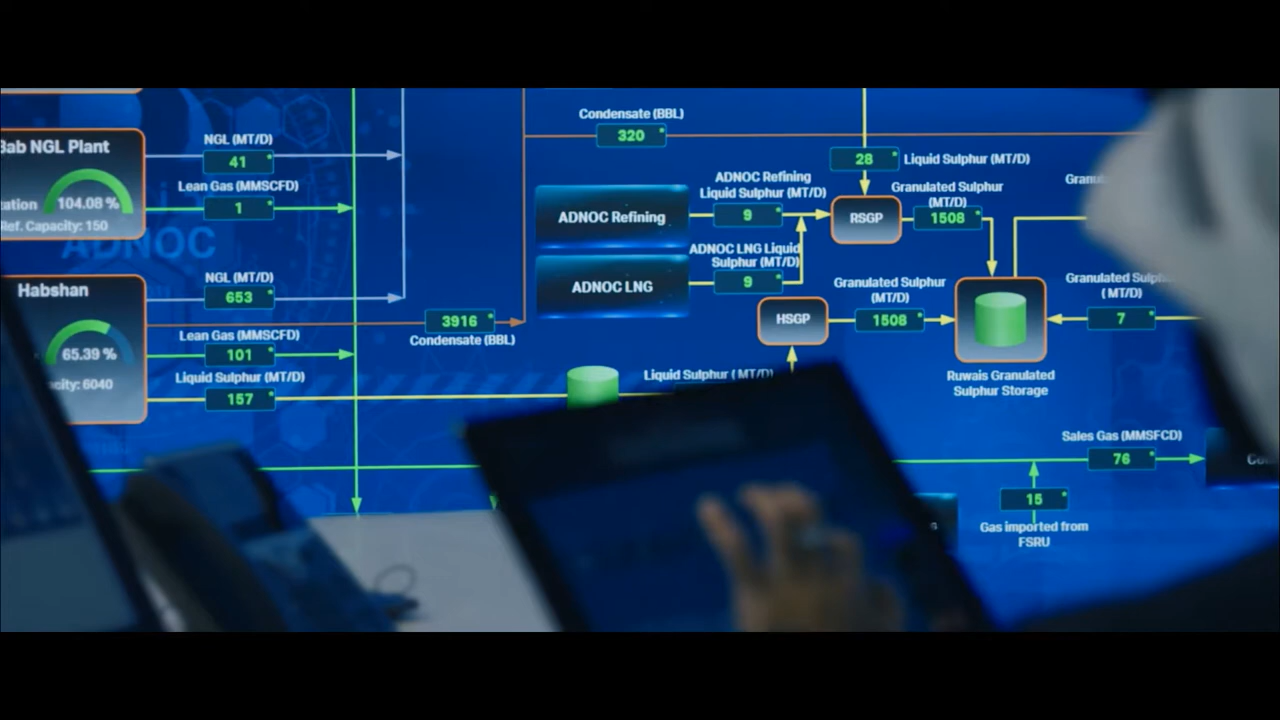 Condensate (BBL)
320
Bab NGL Plant
104.08 %
Ref. Capacity: 150
NGL (MT/D)
41
Lean Gas (MMSCFD)
1
ADNOC
28
Liquid Sulphur (MT/D)
ADNOC Refining
Liquid Sulphur (MT/D)
9
ADNOC Refining
RSGP
Granulated Sulphur
(MT/D)
1508
ADNOC LNG Liquid
Sulphur (MT/D)
9
ADNOC LNG
Habshan
65.39 %
6040
NGL (MT/D)
653
Lean Gas (MMSCFD)
101
Liquid Sulphur (MT/D)
157
3916
Condensate (BBL)
HSGP
Granulated Sulphur
(MT/D)
1508
Granulated
(MT/D)
7
Ruwais Granulated
Sulphur Storage
Liquid Sulphur ( MT/D)
Sales Gas (MMSFCD)
76
15
Gas imported from
FSRU